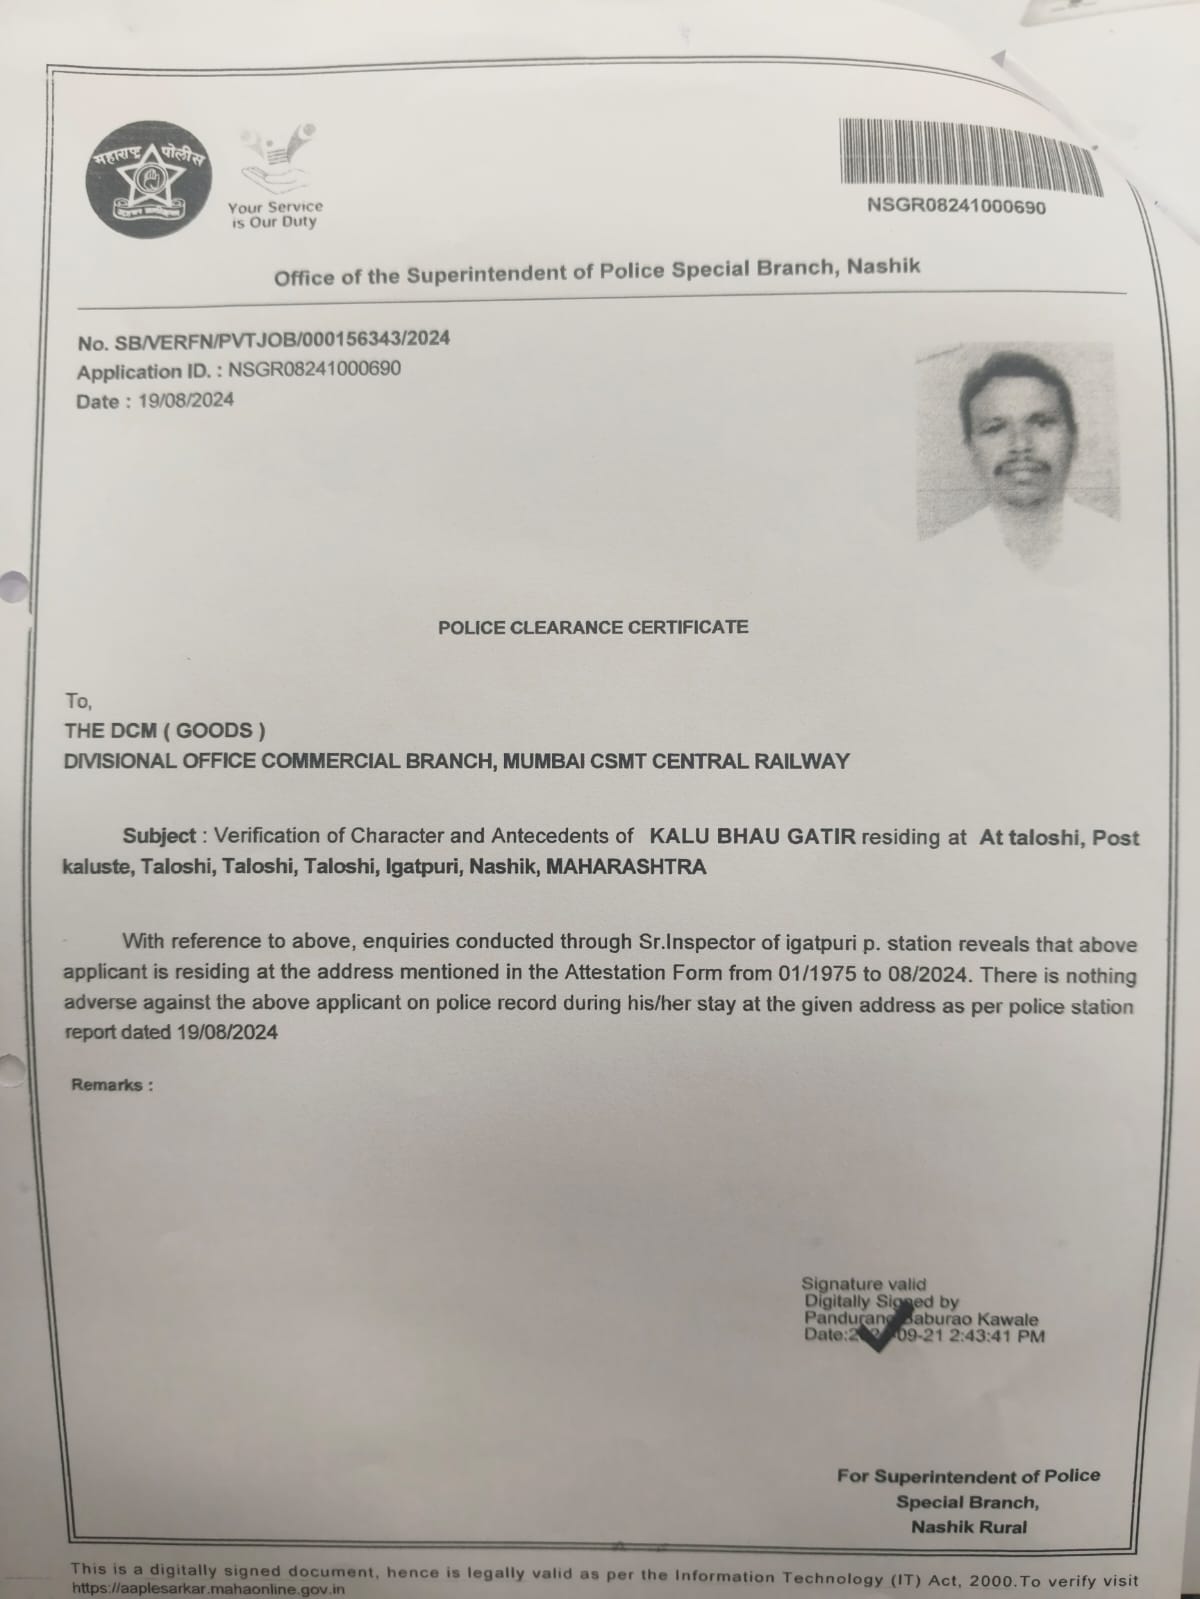 महाराष्ट्र पोलीस
Your Service
is Our Duty
NSGR08241000690
Office of the Superintendent of Police Special Branch, Nashik
No. SB/VERFN/PVTJOB/000156343/2024
Application ID. : NSGR08241000690
Date : 19/08/2024
POLICE CLEARANCE CERTIFICATE
To,
THE DCM ( GOODS )
DIVISIONAL OFFICE COMMERCIAL BRANCH, MUMBAI CSMT CENTRAL RAILWAY
Subject : Verification of Character and Antecedents of KALU BHAU GATIR residing at At taloshi, Post
kaluste, Taloshi, Taloshi, Taloshi, Igatpuri, Nashik, MAHARASHTRA
With reference to above, enquiries conducted through Sr.Inspector of igatpuri p. station reveals that above
applicant is residing at the address mentioned in the Attestation Form from 01/1975 to 08/2024. There is nothing
adverse against the above applicant on police record during his/her stay at the given address as per police station
report dated 19/08/2024
Remarks :
Signature valid
Digitally Signed by
Pandurang Baburao Kawale
Date: 09-21 2:43:41 PM
For Superintendent of Police
Special Branch,
Nashik Rural
This is a digitally signed document, hence is legally valid as per the Information Technology (IT) Act, 2000.To verify visit
https://aaplesarkar.mahaonline.gov.in